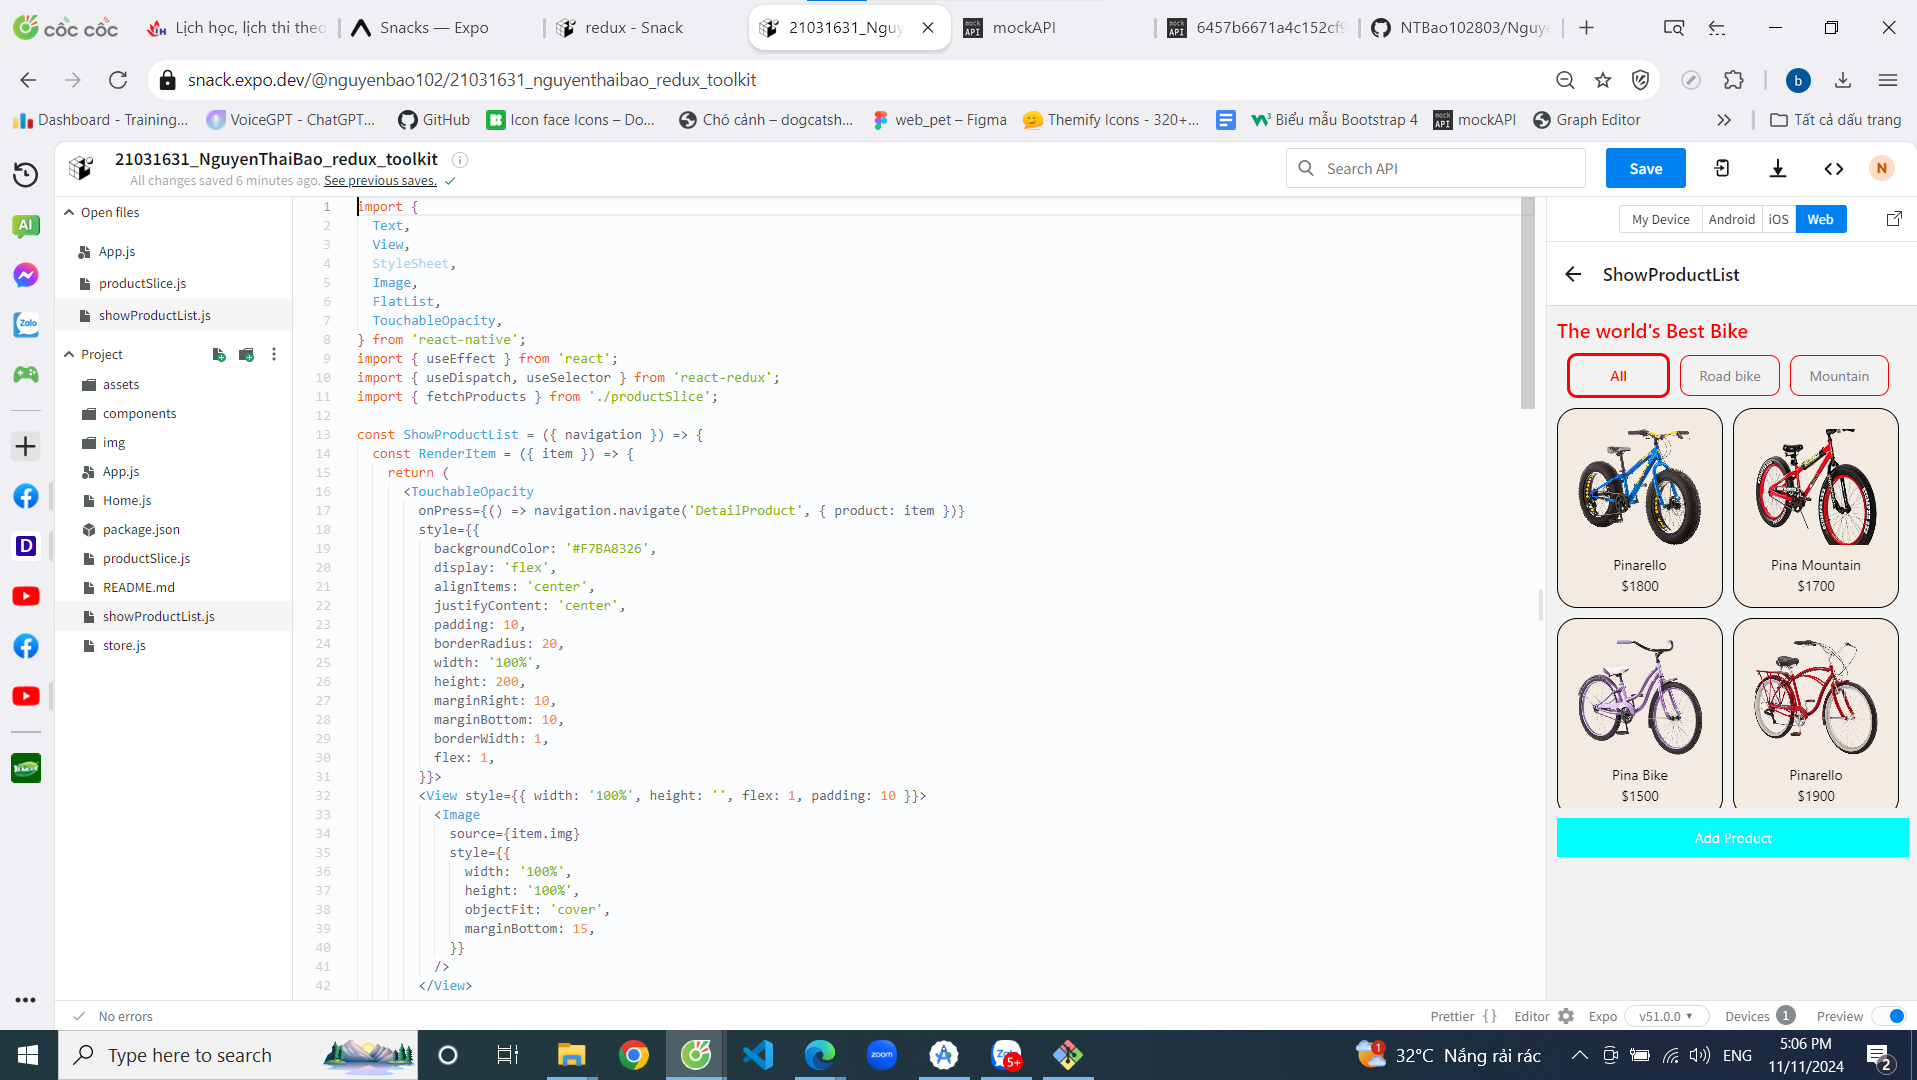 cốc cốc
Lịch học, lịch thi theo
Snacks — Expo
redux - Snack
21031631_Nguy
mockAPI
6457b6671a4c152cf9
NTBao102803/Nguye
snack.expo.dev/@nguyenbao102/21031631_nguyenthaibao_redux_toolkit
b
Dashboard - Training...
VoiceGPT - ChatGPT...
GitHub
Icon face Icons – Do...
Chó cảnh – dogcatsh...
web_pet – Figma
Themify Icons - 320+...
Biểu mẫu Bootstrap 4
mockAPI
Graph Editor
Tất cả dấu trang
21031631_NguyenThaiBao_redux_toolkit
All changes saved 6 minutes ago. See previous saves.
Search API
Save
N
Open files
App.js
productSlice.js
showProductList.js
Project
assets
components
img
App.js
Home.js
package.json
productSlice.js
README.md
showProductList.js
store.js
1 import {
2 Text,
3 View,
4 StyleSheet,
5 Image,
6 FlatList,
7 TouchableOpacity,
8 } from 'react-native';
9 import { useEffect } from 'react';
10 import { useDispatch, useSelector } from 'react-redux';
11 import { fetchProducts } from './productSlice';
12
13 const ShowProductList = ({ navigation }) => {
14 const RenderItem = ({ item }) => {
15 return (
16 <TouchableOpacity
17 onPress={() => navigation.navigate('DetailProduct', { product: item })}
18 style={{
19 backgroundColor: '#F7BA8326',
20 display: 'flex',
21 alignItems: 'center',
22 justifyContent: 'center',
23 padding: 10,
24 borderRadius: 20,
25 width: '100%',
26 height: 200,
27 marginRight: 10,
28 marginBottom: 10,
29 borderWidth: 1,
30 flex: 1,
31 }}>
32 <View style={{ width: '100%', height: '', flex: 1, padding: 10 }}>
33 <Image
34 source={item.img}
35 style={{
36 width: '100%',
37 height: '100%',
38 objectFit: 'cover',
39 marginBottom: 15,
40 }}
41 />
42 </View>
My Device
Android
iOS
Web
ShowProductList
The world's Best Bike
All
Road bike
Mountain
Pinarello
$1800
Pina Mountain
$1700
Pina Bike
$1500
Pinarello
$1900
Add Product
No errors
Prettier { }
Editor
Expo
v51.0.0
Devices 1
Preview
Type here to search
zoom
5+
1
32°C Nắng rải rác
ENG
5:06 PM
11/11/2024
2
AI
Zalo
D